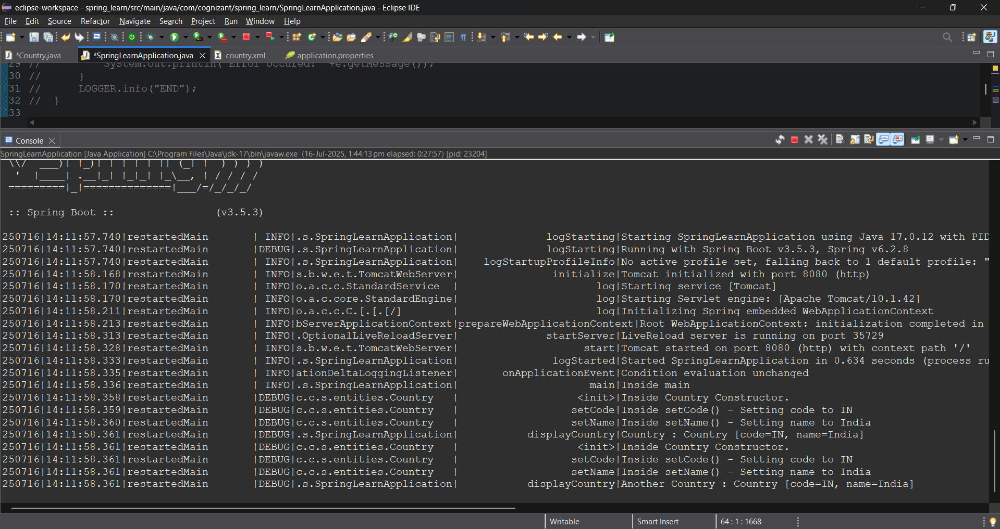 eclipse-workspace - spring_learn/src/main/java/com/cognizant/spring_learn/SpringLearnApplication.java - Eclipse IDE
File Edit Source Refactor Navigate Search Project Run Window Help
*Country.java *SpringLearnApplication.java country.xml application.properties
29 // System.out.println("Error occured: "+e.getMessage());
30 // }
31 // LOGGER.info("END");
32 // }
33
Console
SpringLearnApplication [Java Application] C:\Program Files\Java\jdk-17\bin\javaw.exe (16-Jul-2025, 1:44:13 pm elapsed: 0:27:57) [pid: 23204]
\\/  ___)| |_)| | | | | || (_| |  ) ) ) )
'  |____| .__|_| |_|_| |_\__, | / / / /
=========|_|==============|___/=/_/_/_/
:: Spring Boot :: (v3.5.3)
250716|14:11:57.740|restartedMain | INFO|.s.SpringLearnApplication| logStarting|Starting SpringLearnApplication using Java 17.0.12 with PID
250716|14:11:57.740|restartedMain |DEBUG|.s.SpringLearnApplication| logStarting|Running with Spring Boot v3.5.3, Spring v6.2.8
250716|14:11:57.740|restartedMain | INFO|.s.SpringLearnApplication| logStartupProfileInfo|No active profile set, falling back to 1 default profile: "
250716|14:11:58.168|restartedMain | INFO|s.b.w.e.t.TomcatWebServer| initialize|Tomcat initialized with port 8080 (http)
250716|14:11:58.170|restartedMain | INFO|o.a.c.c.StandardService | log|Starting service [Tomcat]
250716|14:11:58.170|restartedMain | INFO|o.a.c.core.StandardEngine| log|Starting Servlet engine: [Apache Tomcat/10.1.42]
250716|14:11:58.211|restartedMain | INFO|o.a.c.c.C.[.[.[/] | log|Initializing Spring embedded WebApplicationContext
250716|14:11:58.213|restartedMain | INFO|bServerApplicationContext|prepareWebApplicationContext|Root WebApplicationContext: initialization completed in
250716|14:11:58.313|restartedMain | INFO|.OptionalLiveReloadServer| startServer|LiveReload server is running on port 35729
250716|14:11:58.328|restartedMain | INFO|s.b.w.e.t.TomcatWebServer| start|Tomcat started on port 8080 (http) with context path '/'
250716|14:11:58.333|restartedMain | INFO|.s.SpringLearnApplication| logStarted|Started SpringLearnApplication in 0.634 seconds (process ru
250716|14:11:58.335|restartedMain | INFO|ationDeltaLoggingListener| onApplicationEvent|Condition evaluation unchanged
250716|14:11:58.336|restartedMain | INFO|.s.SpringLearnApplication| main|Inside main
250716|14:11:58.358|restartedMain |DEBUG|c.c.s.entities.Country | <init>|Inside Country Constructor.
250716|14:11:58.359|restartedMain |DEBUG|c.c.s.entities.Country | setCode|Inside setCode() - Setting code to IN
250716|14:11:58.360|restartedMain |DEBUG|c.c.s.entities.Country | setName|Inside setName() - Setting name to India
250716|14:11:58.361|restartedMain |DEBUG|.s.SpringLearnApplication| displayCountry|Country : Country [code=IN, name=India]
250716|14:11:58.361|restartedMain |DEBUG|c.c.s.entities.Country | <init>|Inside Country Constructor.
250716|14:11:58.361|restartedMain |DEBUG|c.c.s.entities.Country | setCode|Inside setCode() - Setting code to IN
250716|14:11:58.361|restartedMain |DEBUG|c.c.s.entities.Country | setName|Inside setName() - Setting name to India
250716|14:11:58.361|restartedMain |DEBUG|.s.SpringLearnApplication| displayCountry|Another Country : Country [code=IN, name=India]
Writable Smart Insert 64 : 1 : 1668